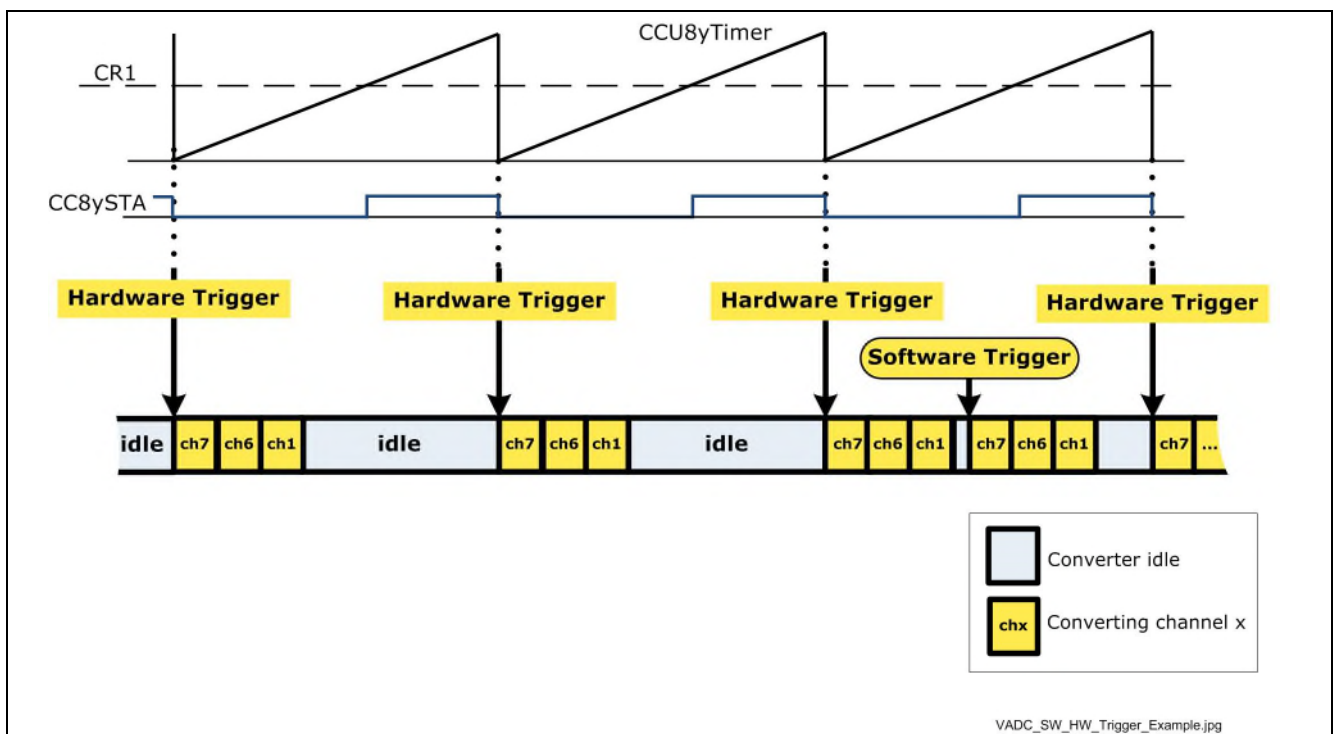 CCU8yTimer
CR1
CC8ySTA
Hardware Trigger
Hardware Trigger
Hardware Trigger
Hardware Trigger
Software Trigger
idle ch7 ch6 ch1 idle ch7 ch6 ch1 idle ch7 ch6 ch1 ch7 ch6 ch1 ch7 ...
Converter idle
chx Converting channel x
VADC_SW_HW_Trigger_Example.jpg